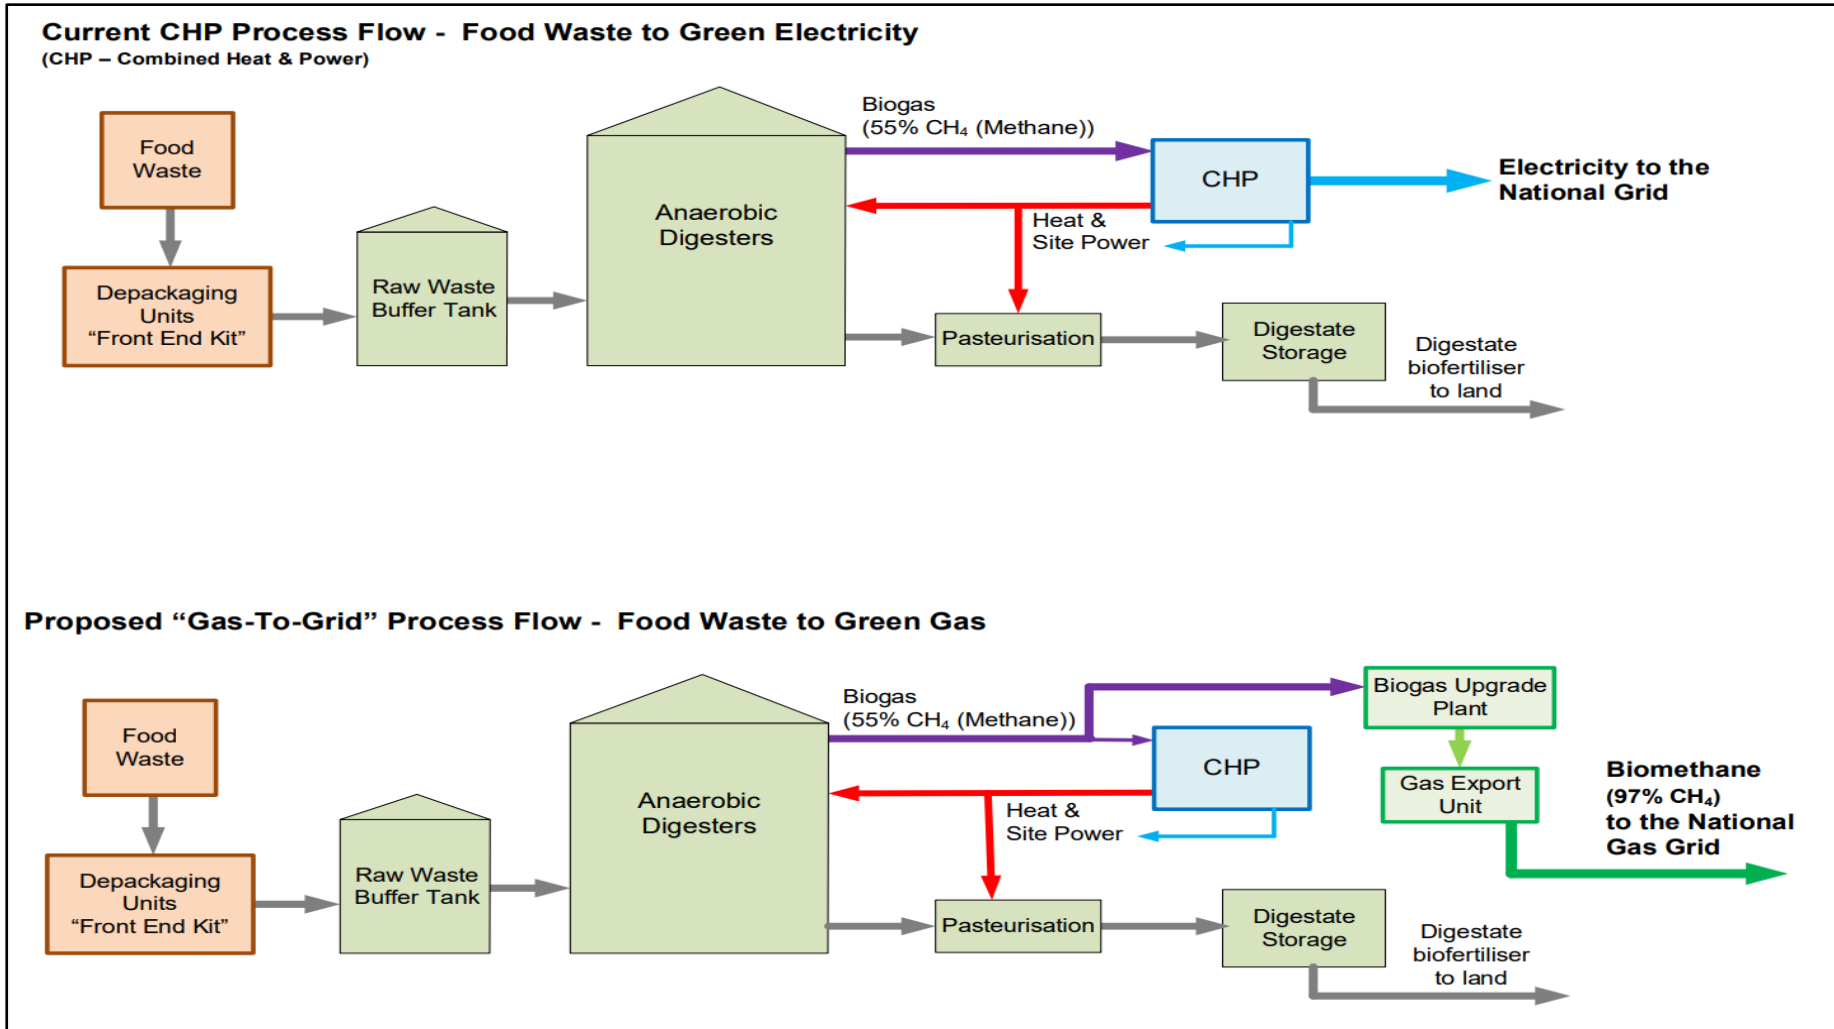 Current CHP Process Flow -  Food Waste to Green Electricity
(CHP – Combined Heat & Power)
Food
Waste
Depackaging
Units
“Front End Kit”
Raw Waste
Buffer Tank
Anaerobic
Digesters
Biogas
(55% CH₄ (Methane))
CHP
Heat &
Site Power
Electricity to the
National Grid
Pasteurisation
Digestate
Storage
Digestate
biofertiliser
to land
Proposed “Gas-To-Grid” Process Flow -  Food Waste to Green Gas
Food
Waste
Depackaging
Units
“Front End Kit”
Raw Waste
Buffer Tank
Anaerobic
Digesters
Biogas
(55% CH₄ (Methane))
CHP
Heat &
Site Power
Biogas Upgrade
Plant
Gas Export
Unit
Biomethane
(97% CH₄)
to the National
Gas Grid
Pasteurisation
Digestate
Storage
Digestate
biofertiliser
to land